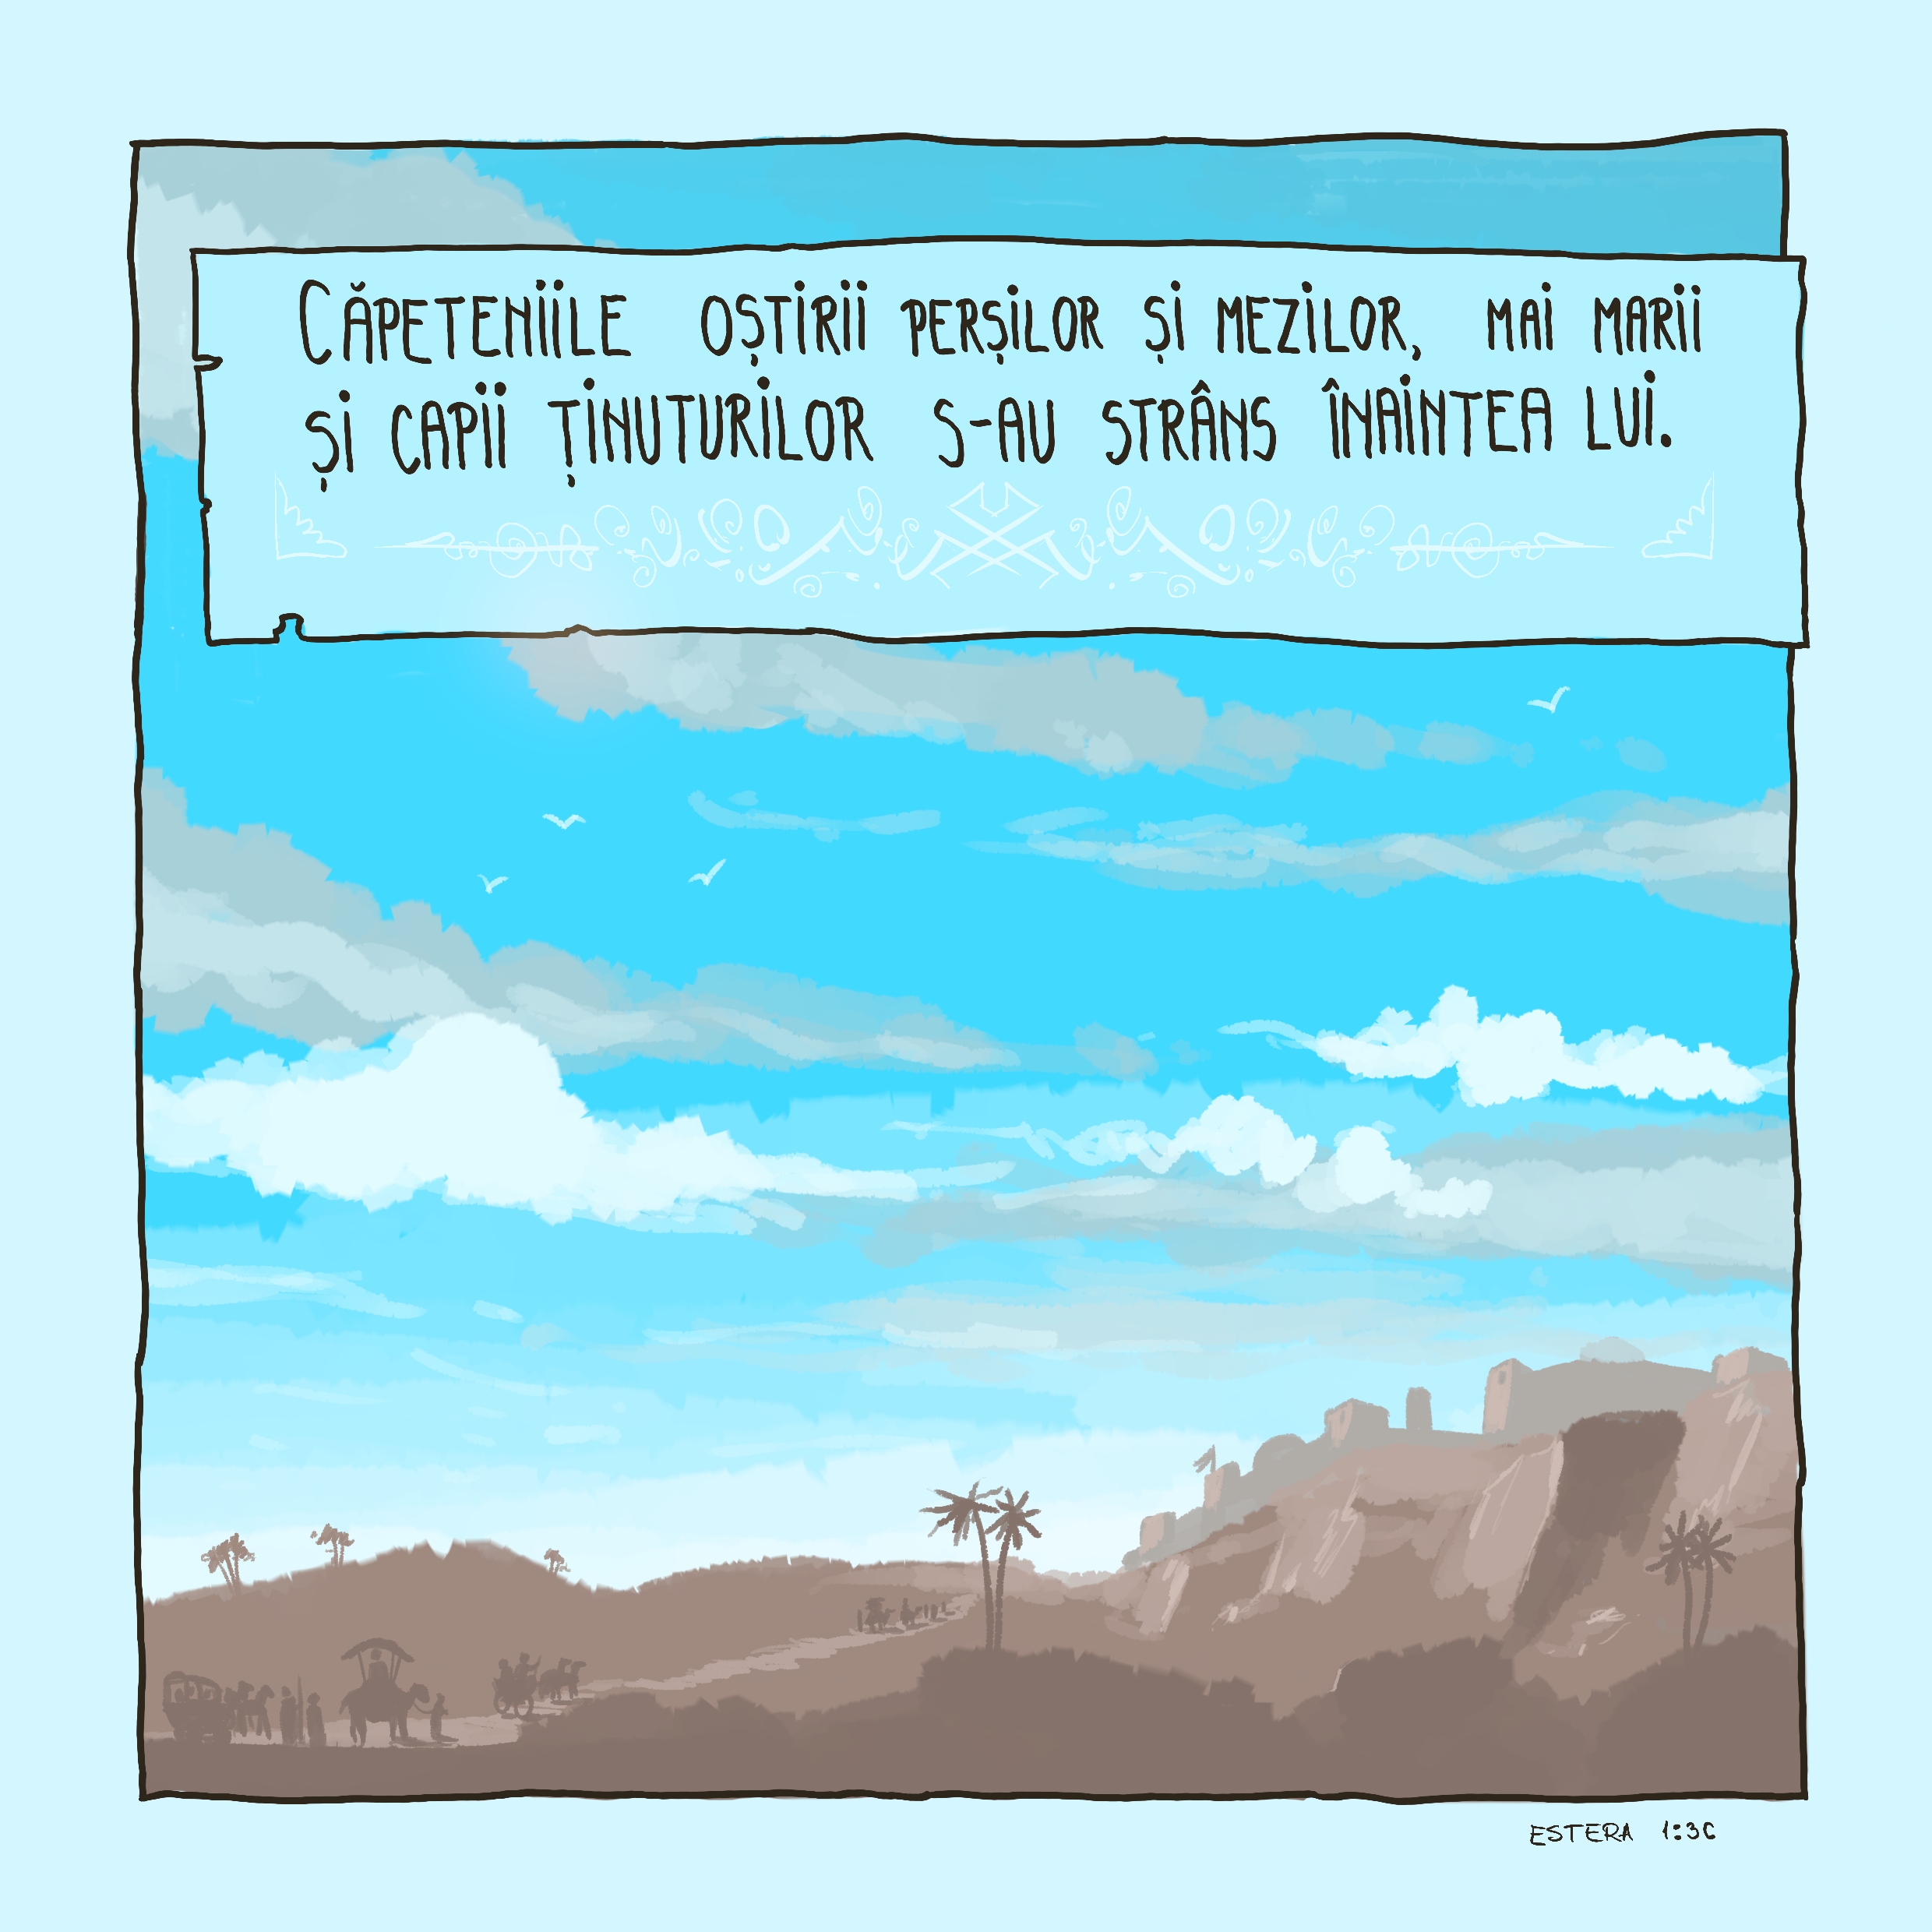 CĂPETENIILE OȘTIRII PERȘILOR ȘI MEZILOR, MAI MARII
ȘI CAPII ȚINUTURILOR S-AU STRÂNS ÎNAINTEA LUI.
ESTERA 1:3C